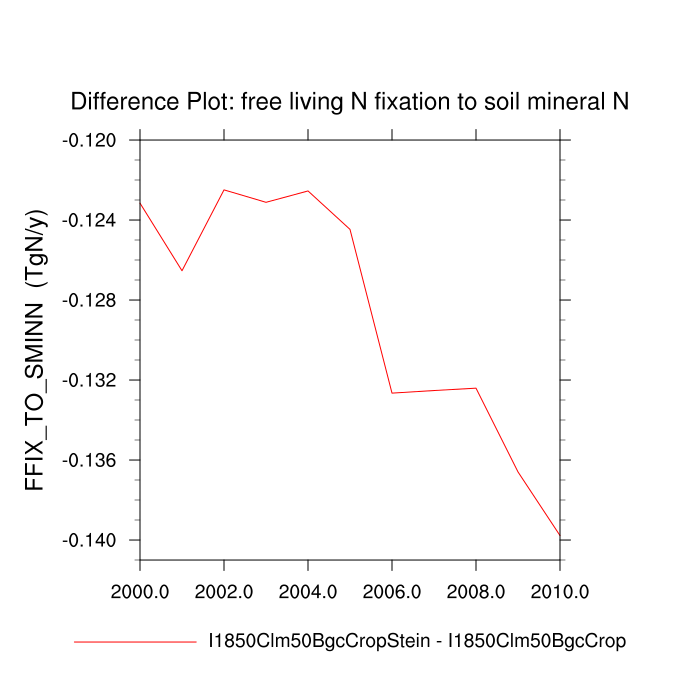 Difference Plot: free living N fixation to soil mineral N
FFIX_TO_SMINN (TgN/y)
-0.120
-0.124
-0.128
-0.132
-0.136
-0.140
2000.0 2002.0 2004.0 2006.0 2008.0 2010.0
I1850Clm50BgcCropStein - I1850Clm50BgcCrop